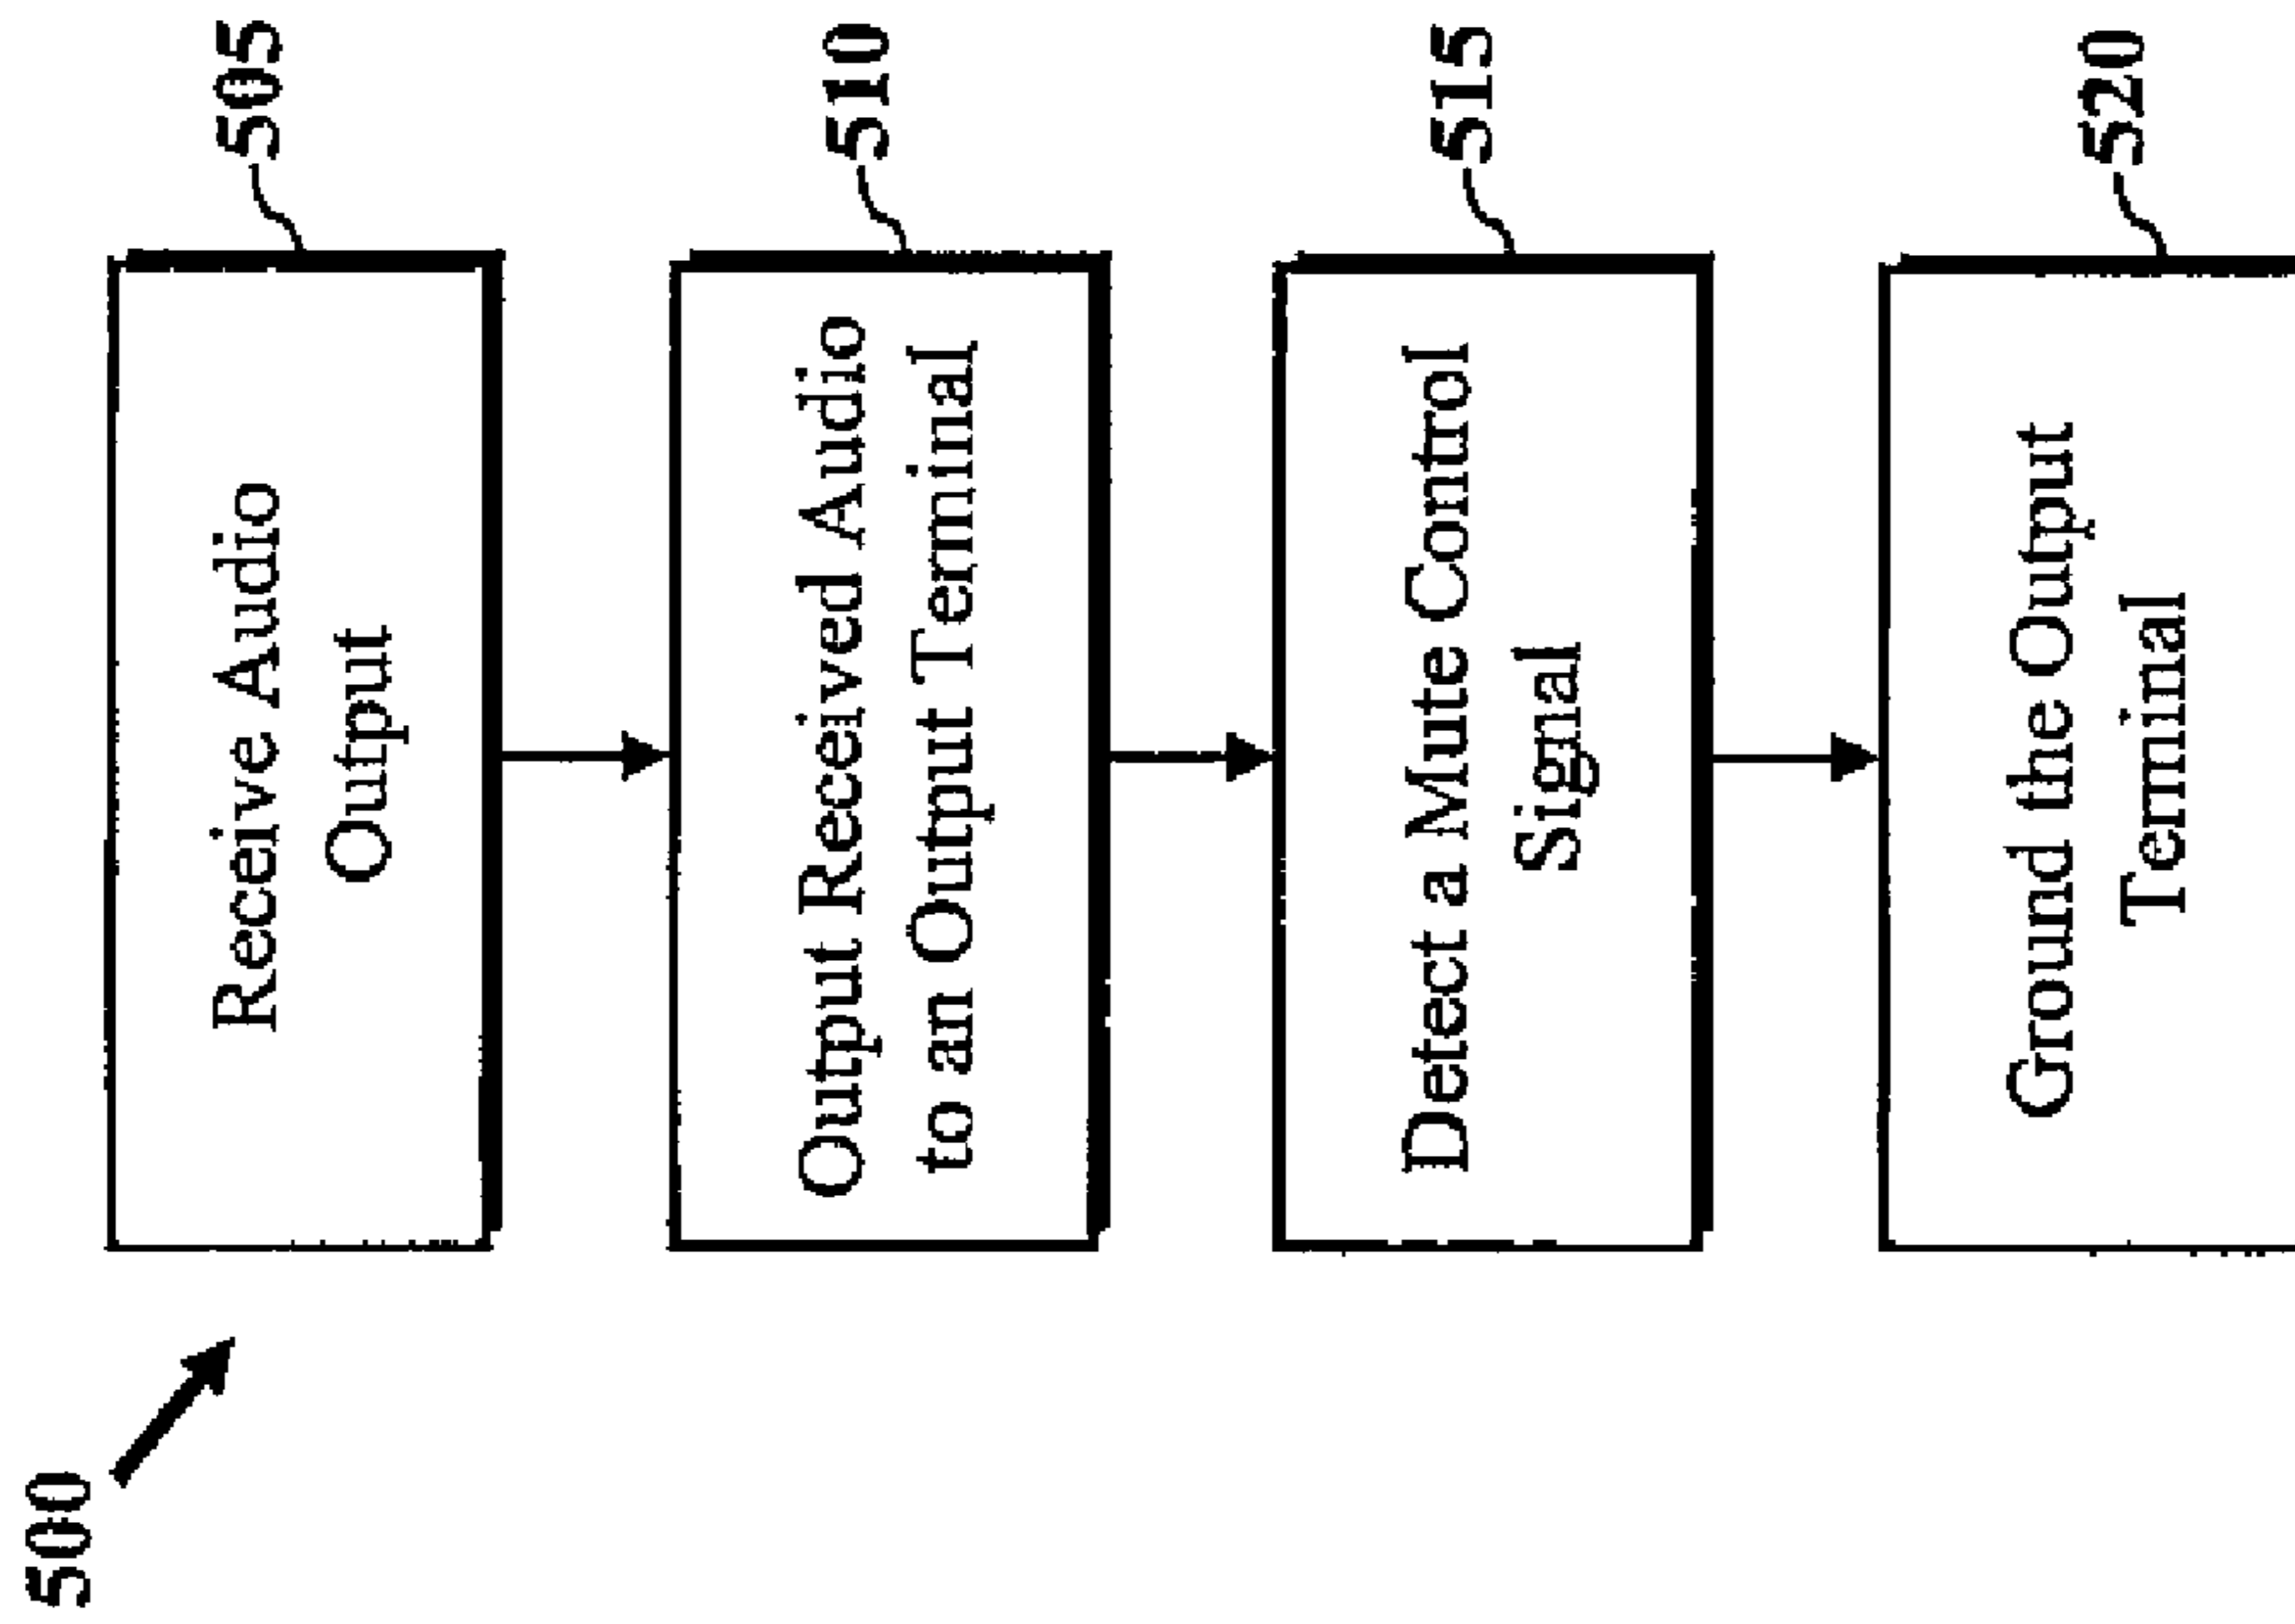 500
Receive Audio
Output
505
Output Received Audio
to an Output Terminal
510
Detect a Mute Control
Signal
515
Ground the Output
Terminal
520